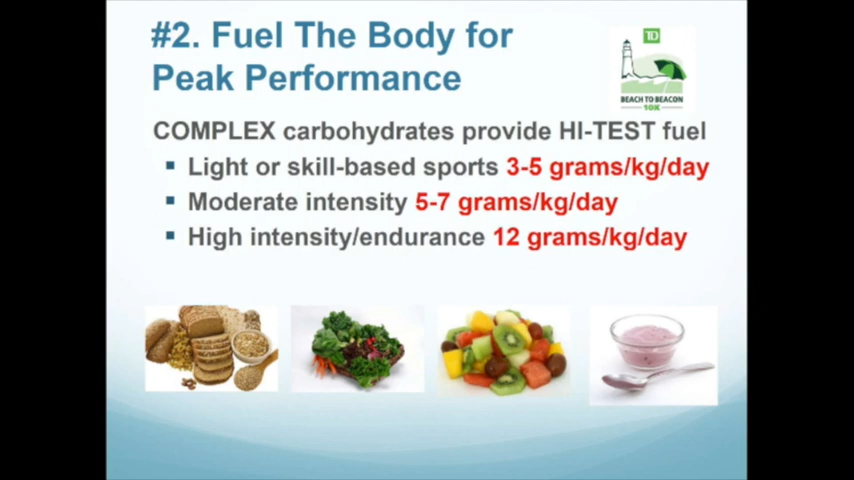 #2. Fuel The Body for
Peak Performance
TD
BEACH TO BEACON
10K
COMPLEX carbohydrates provide HI-TEST fuel
▪ Light or skill-based sports 3-5 grams/kg/day
▪ Moderate intensity 5-7 grams/kg/day
▪ High intensity/endurance 12 grams/kg/day